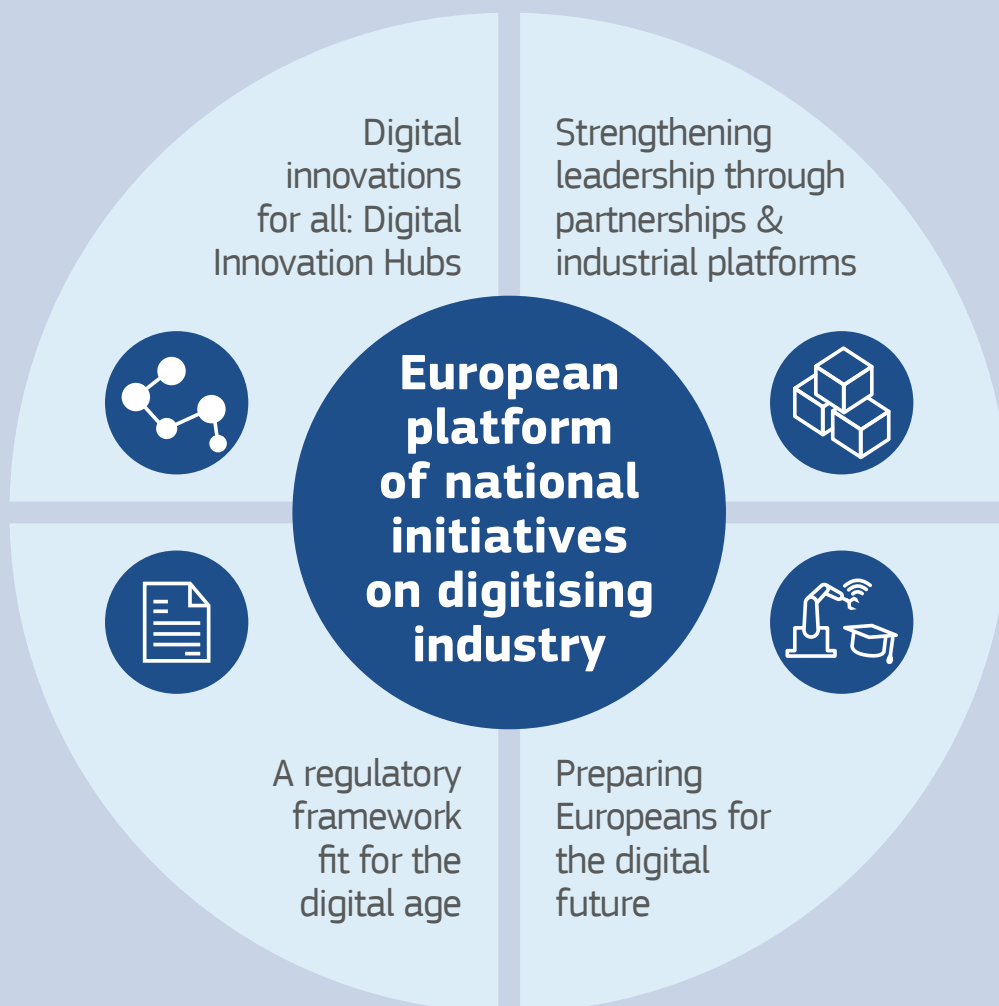 Digital
innovations
for all: Digital
Innovation Hubs
Strengthening
leadership through
partnerships &
industrial platforms
European
platform
of national
initiatives
on digitising
industry
A regulatory
framework
fit for the
digital age
Preparing
Europeans for
the digital
future